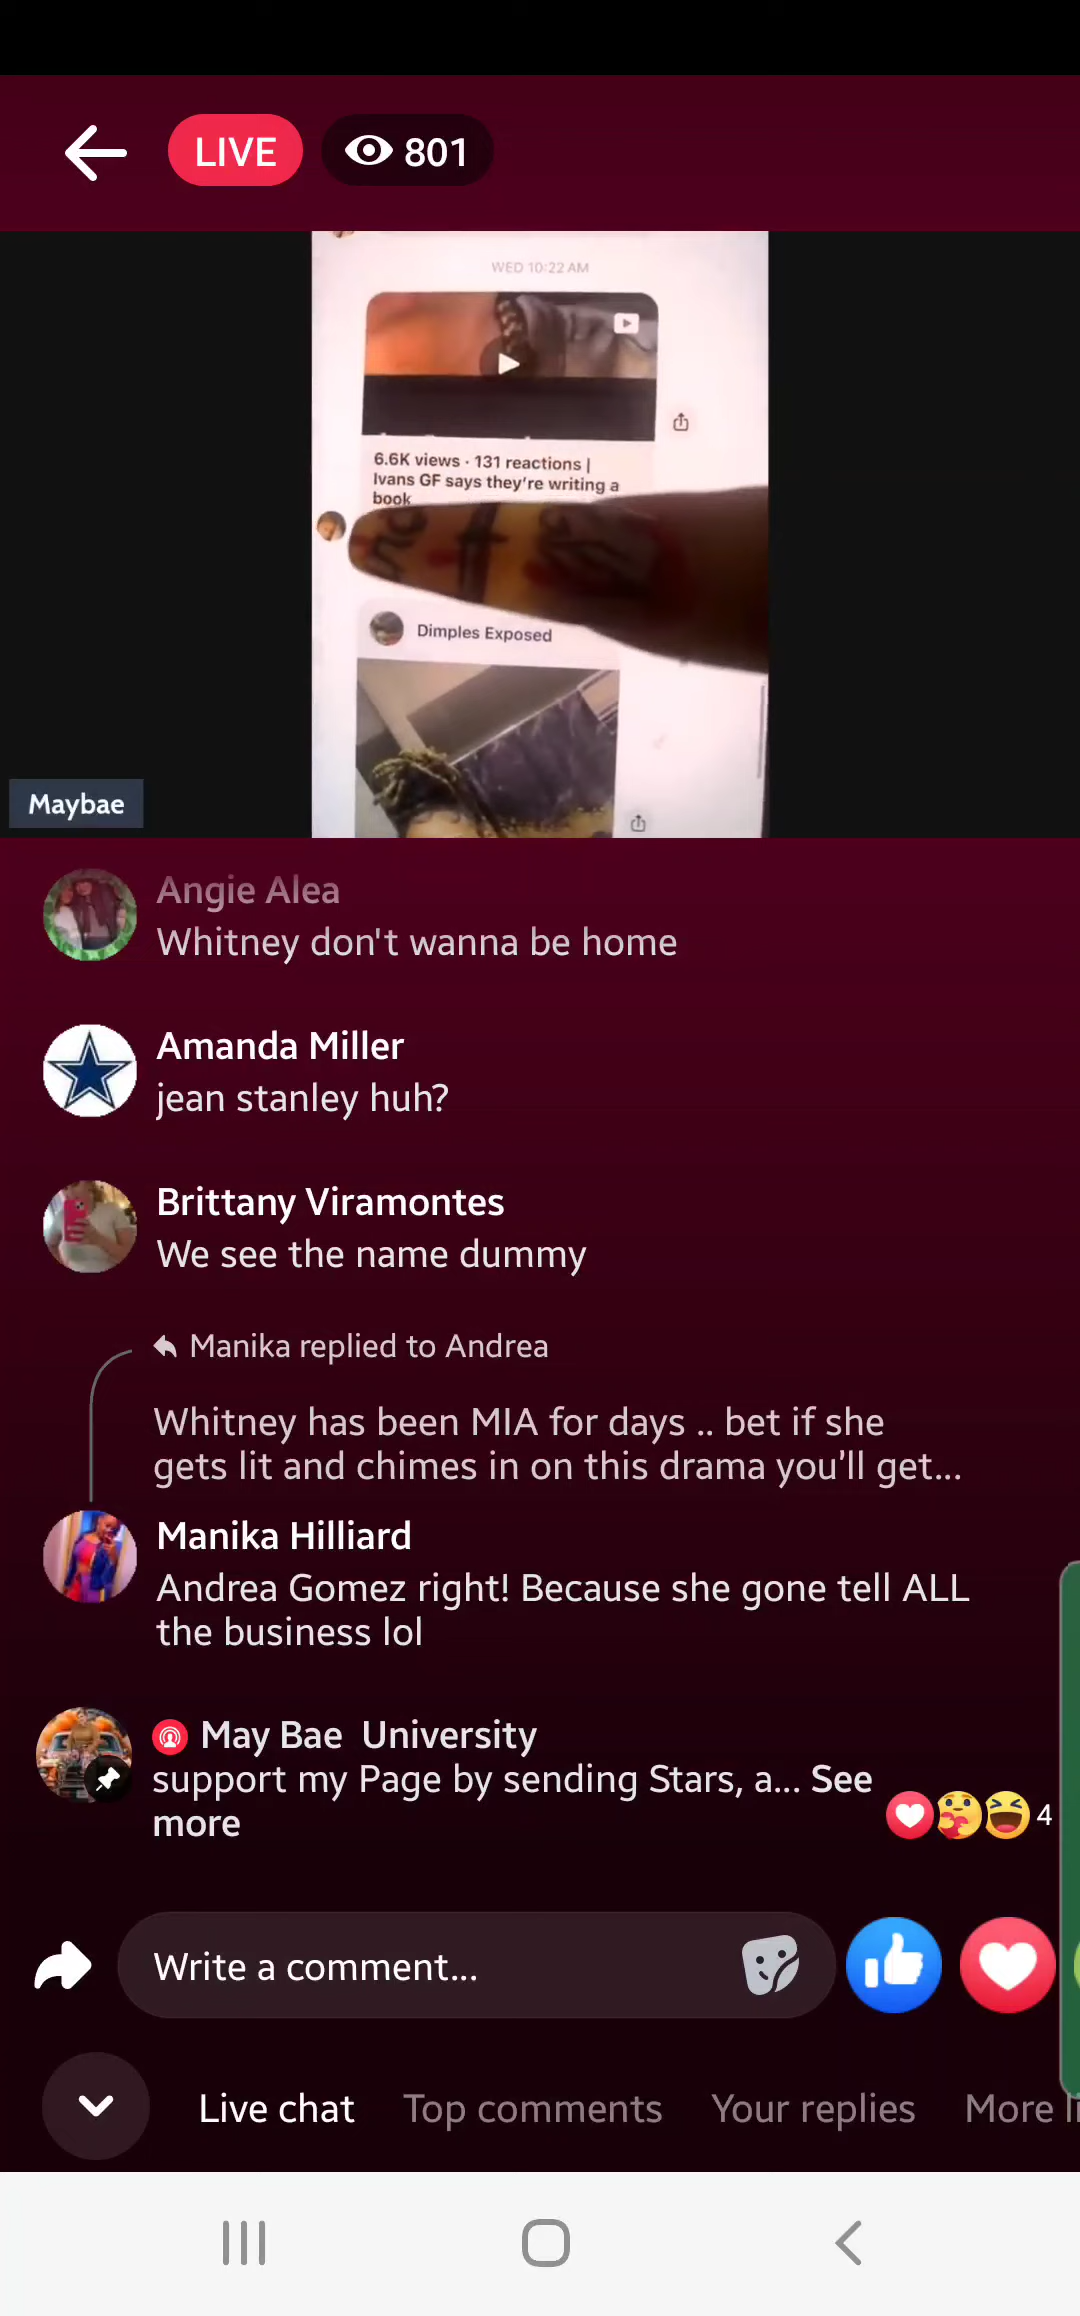 LIVE
801
WED 10:22 AM
6.6K views · 131 reactions |
Ivans GF says they're writing a
book
Dimples Exposed
Maybae
Angie Alea
Whitney don't wanna be home
Amanda Miller
jean stanley huh?
Brittany Viramontes
We see the name dummy
Manika replied to Andrea
Whitney has been MIA for days .. bet if she
gets lit and chimes in on this drama you'll get...
Manika Hilliard
Andrea Gomez right! Because she gone tell ALL
the business lol
May Bae University
support my Page by sending Stars, a... See
more
4
Write a comment...
Live chat
Top comments
Your replies
More